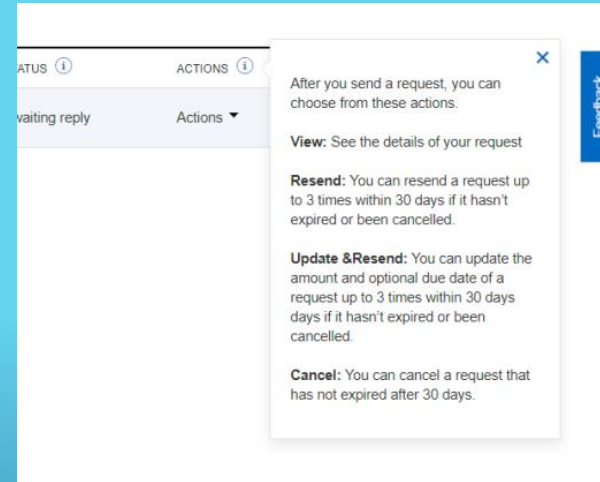 ATUS i
ACTIONS i
waiting reply
Actions
After you send a request, you can
choose from these actions.
View: See the details of your request
Resend: You can resend a request up
to 3 times within 30 days if it hasn't
expired or been cancelled.
Update &Resend: You can update the
amount and optional due date of a
request up to 3 times within 30 days
days if it hasn't expired or been
cancelled.
Cancel: You can cancel a request that
has not expired after 30 days.
Feedback